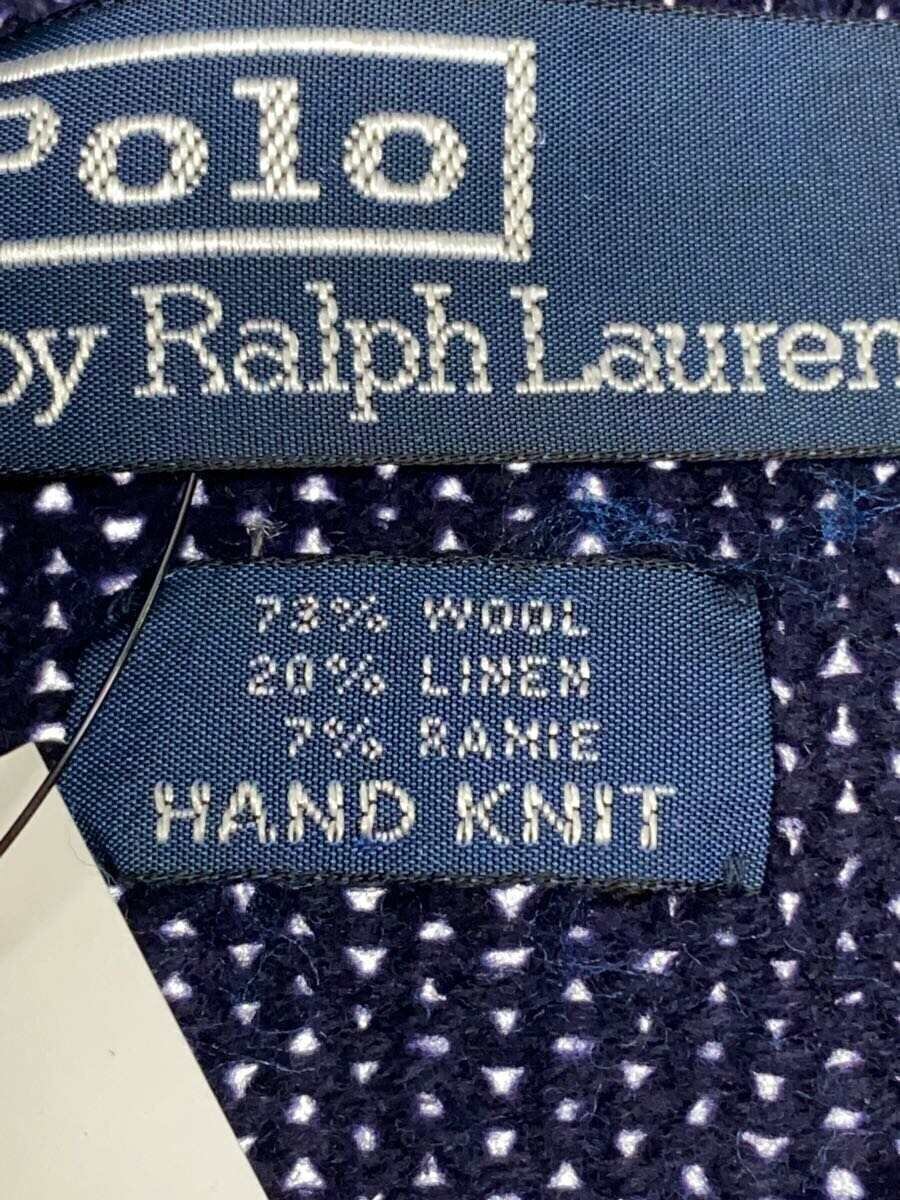 Polo
by Ralph Lauren
73% WOOL
20% LINEN
7% RAMIE
HAND KNIT